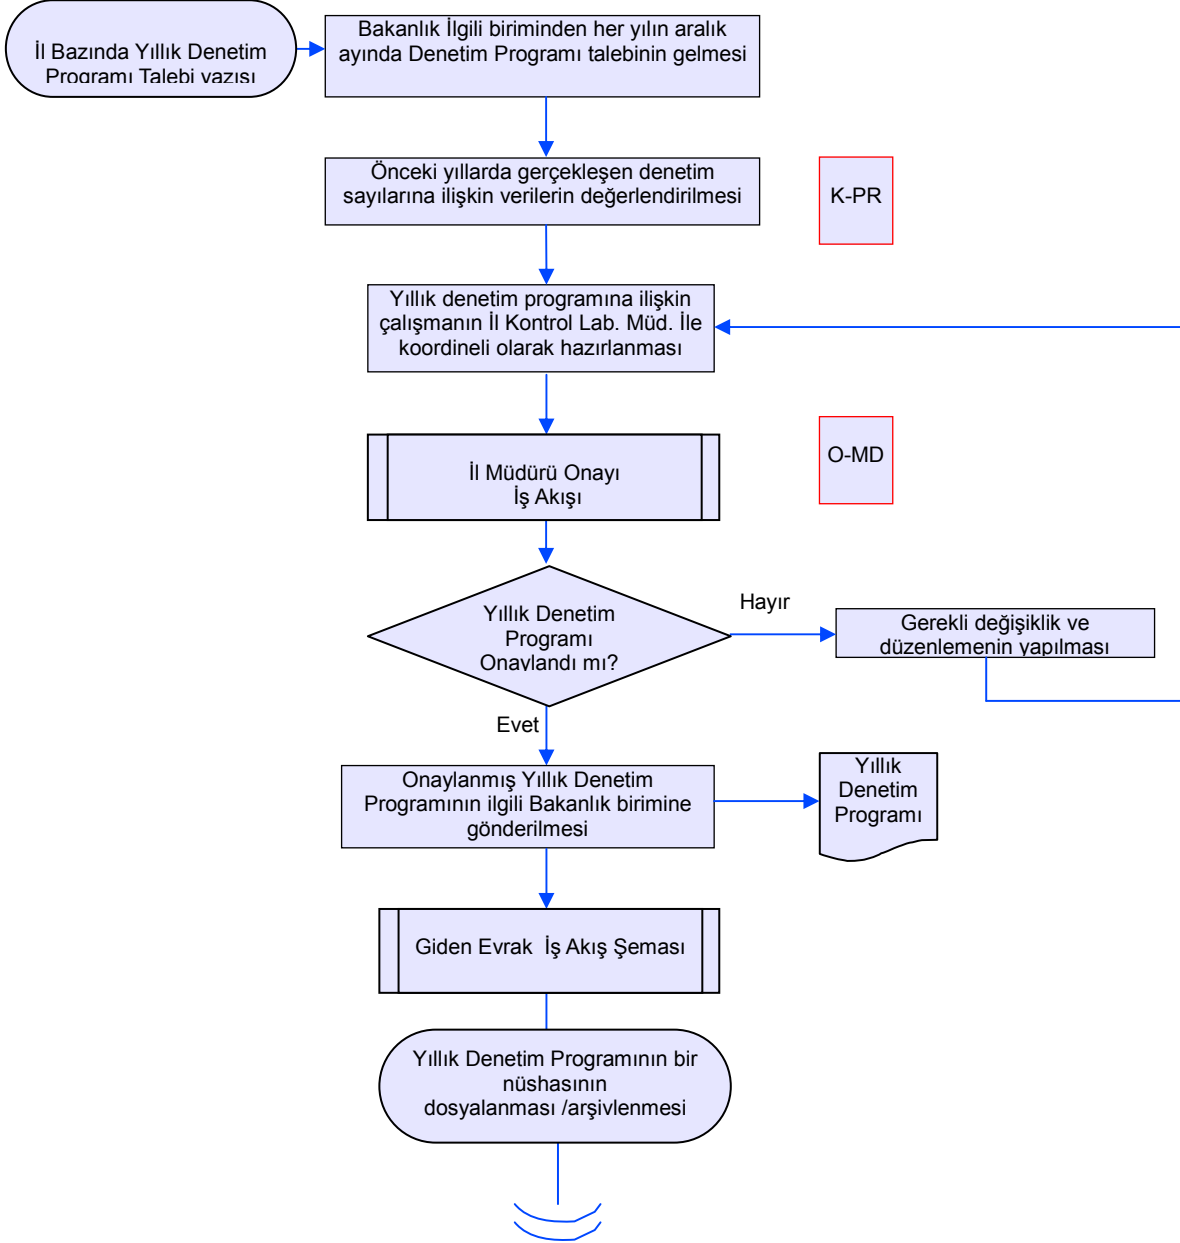 İl Bazında Yıllık Denetim
Programı Talebi yazısı
Bakanlık İlgili biriminden her yılın aralık
ayında Denetim Programı talebinin gelmesi
Önceki yıllarda gerçekleşen denetim
sayılarına ilişkin verilerin değerlendirilmesi
K-PR
Yıllık denetim programına ilişkin
çalışmanın İl Kontrol Lab. Müd. İle
koordineli olarak hazırlanması
İl Müdürü Onayı
İş Akışı
O-MD
Yıllık Denetim
Programı
Onaylandı mı?
Hayır
Gerekli değişiklik ve
düzenlemenin yapılması
Evet
Onaylanmış Yıllık Denetim
Programının ilgili Bakanlık birimine
gönderilmesi
Yıllık
Denetim
Programı
Giden Evrak  İş Akış Şeması
Yıllık Denetim Programının bir
nüshasının
dosyalanması /arşivlenmesi